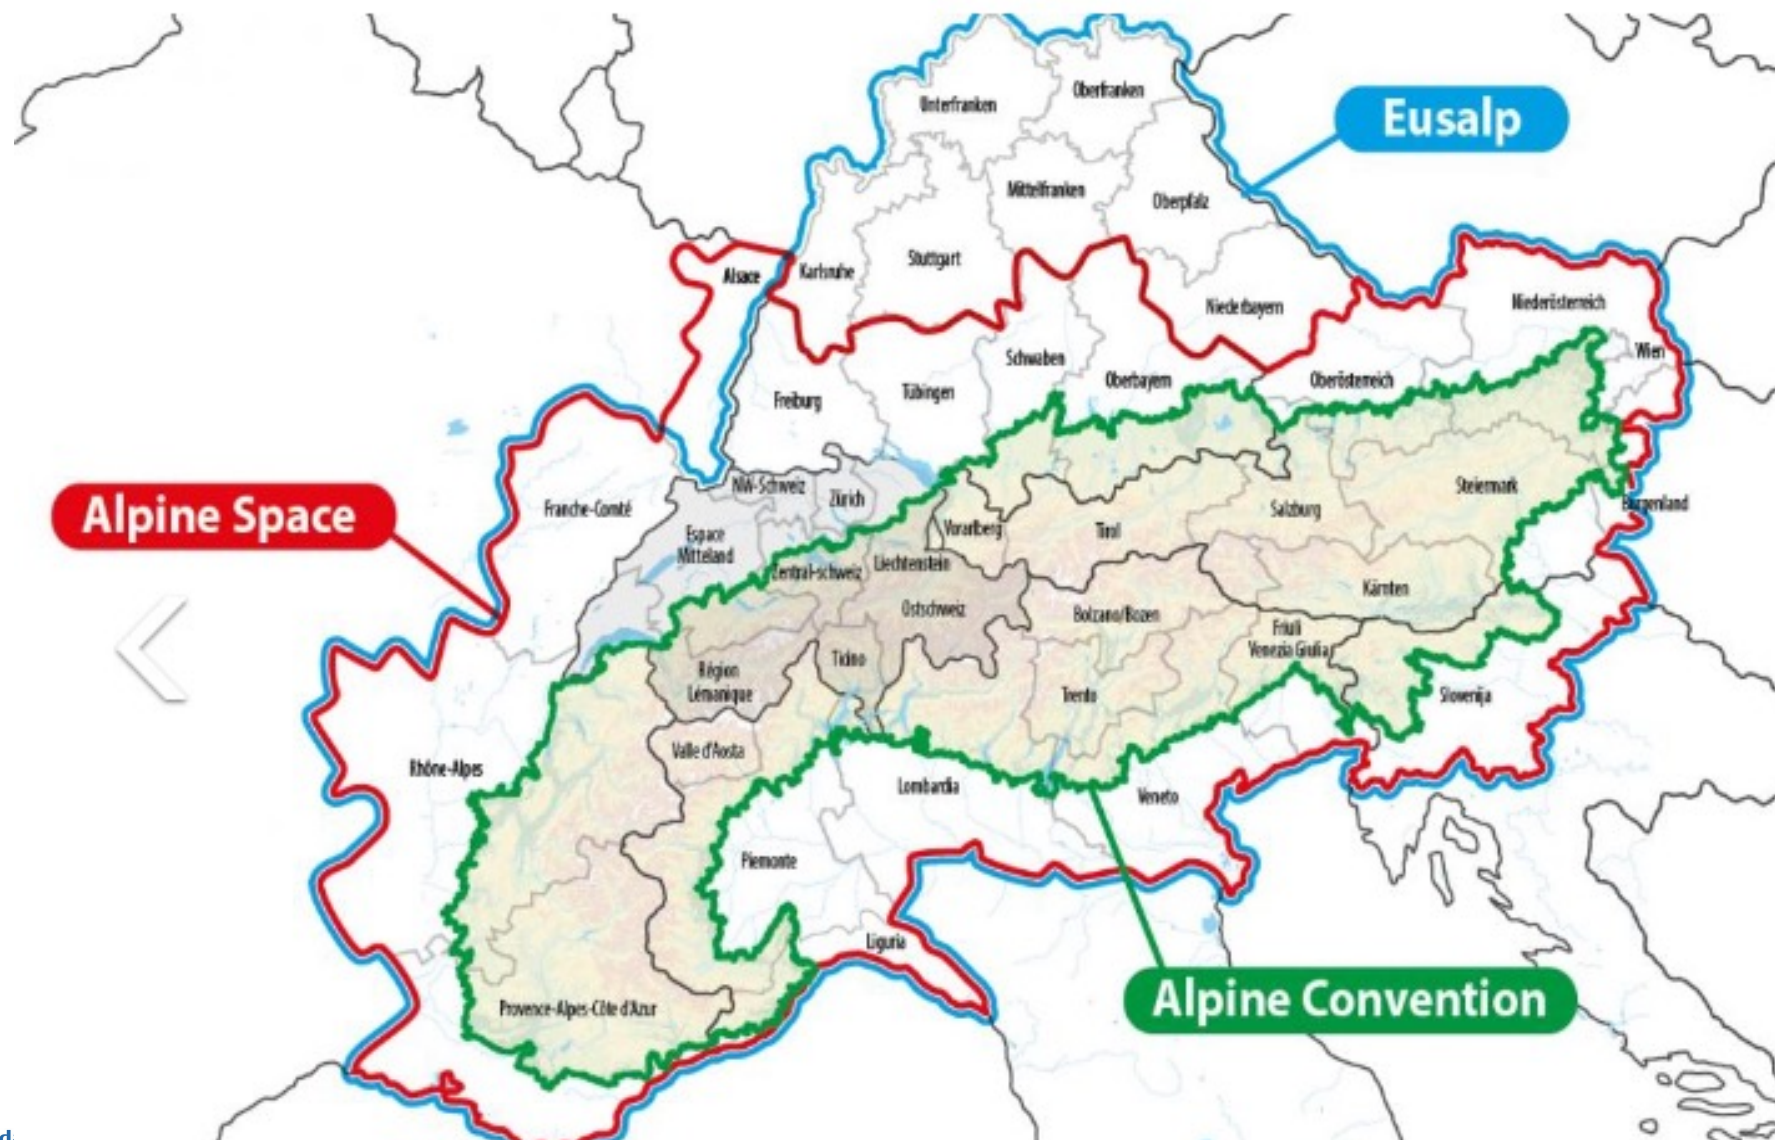 Unterfranken
Oberfranken
Eusalp
Mittelfranken
Oberpfalz
Alsace
Karlsruhe
Stuttgart
Niederbayern
Niederösterreich
Wien
Schwaben
Oberbayern
Oberösterreich
Freiburg
Tübingen
Alpine Space
Franche-Comté
NW-Schweiz
Zürich
Espace
Mitteland
Vorarlberg
Tirol
Salzburg
Steiermark
Burgenland
Zentral-schweiz
Liechtenstein
Ostschweiz
Bolzano/Bozen
Kärnten
Friuli
Venezia Giulia
Région
Lémanique
Ticino
Trento
Slovenija
Valle d'Aosta
Rhône-Alpes
Lombardia
Veneto
Piemonte
Liguria
Alpine Convention
Provence-Alpes-Côte d'Azur
d.